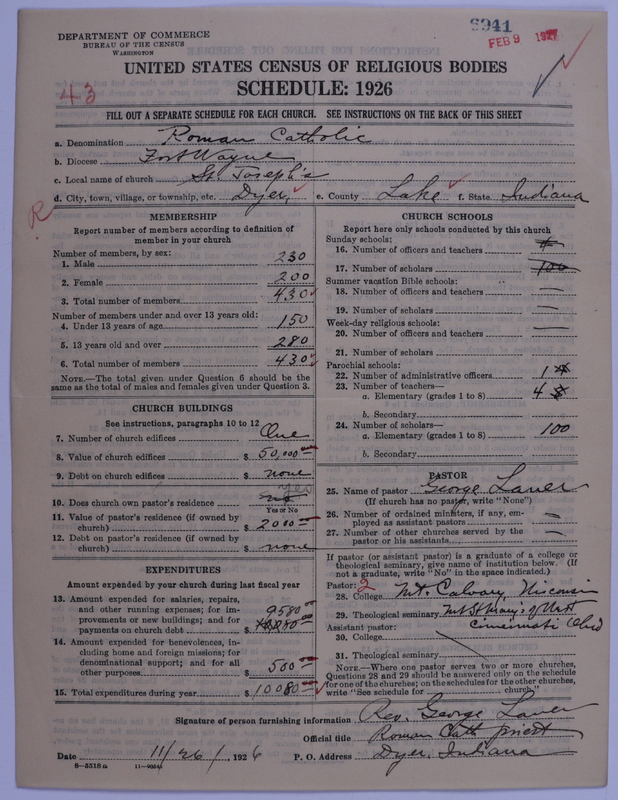 DEPARTMENT OF COMMERCE
BUREAU OF THE CENSUS
WASHINGTON
FEB 9 1927
UNITED STATES CENSUS OF RELIGIOUS BODIES
SCHEDULE: 1926
43
FILL OUT A SEPARATE SCHEDULE FOR EACH CHURCH. SEE INSTRUCTIONS ON THE BACK OF THIS SHEET
a. Denomination Roman Catholic
b. Diocese Fort Wayne
c. Local name of church St. Joseph's
d. City, town, village, or township, etc. Dyer, e. County Lake f. State Indiana
R
MEMBERSHIP
Report number of members according to definition of member in your church
Number of members, by sex:
1. Male 230
2. Female 200
3. Total number of members 430
Number of members under and over 13 years old:
4. Under 13 years of age 150
5. 13 years old and over 280
6. Total number of members 430
NOTE.—The total given under Question 6 should be the
same as the total of males and females given under Question 3.
CHURCH BUILDINGS
See instructions, paragraphs 10 to 12
7. Number of church edifices One
8. Value of church edifices $ 50,000.00
9. Debt on church edifices $ none
10. Does church own pastor's residence no
Yes or No
11. Value of pastor's residence (if owned by
church) $ 2000.00
12. Debt on pastor's residence (if owned by
church) $ none
EXPENDITURES
Amount expended by your church during last fiscal year
13. Amount expended for salaries, repairs,
and other running expenses; for im-
provements or new buildings; and for
payments on church debt $ 9580.00
14. Amount expended for benevolences, in-
cluding home and foreign missions; for
denominational support; and for all
other purposes $ 500.00
15. Total expenditures during year $ 10080.00
CHURCH SCHOOLS
Report here only schools conducted by this church
Sunday schools:
16. Number of officers and teachers
17. Number of scholars 100
Summer vacation Bible schools:
18. Number of officers and teachers —
19. Number of scholars —
Week-day religious schools:
20. Number of officers and teachers —
21. Number of scholars —
Parochial schools:
22. Number of administrative officers 1
23. Number of teachers—
a. Elementary (grades 1 to 8) 4
b. Secondary
24. Number of scholars—
a. Elementary (grades 1 to 8) 100
b. Secondary
PASTOR
25. Name of pastor George Lauer
(If church has no pastor, write "None")
26. Number of ordained ministers, if any, em-
ployed as assistant pastors —
27. Number of other churches served by the
pastor or his assistants —
If pastor (or assistant pastor) is a graduate of a college or
theological seminary, give name of institution below. (If
not a graduate, write "No" in the space indicated.)
Pastor: 3
28. College Mt. Calvary, Wisconsin
29. Theological seminary Mt St Mary's of West
Assistant pastor: Cincinnati Ohio
30. College
31. Theological seminary
NOTE.—Where one pastor serves two or more churches,
Questions 28 and 29 should be answered only on the schedule
for one of the churches; on the schedules for the other churches,
write "See schedule for church."
Signature of person furnishing information Rev. George Lauer
Official title Roman Cath priest
Date 11/26/, 1926 P. O. Address Dyer, Indiana
8—5518 a